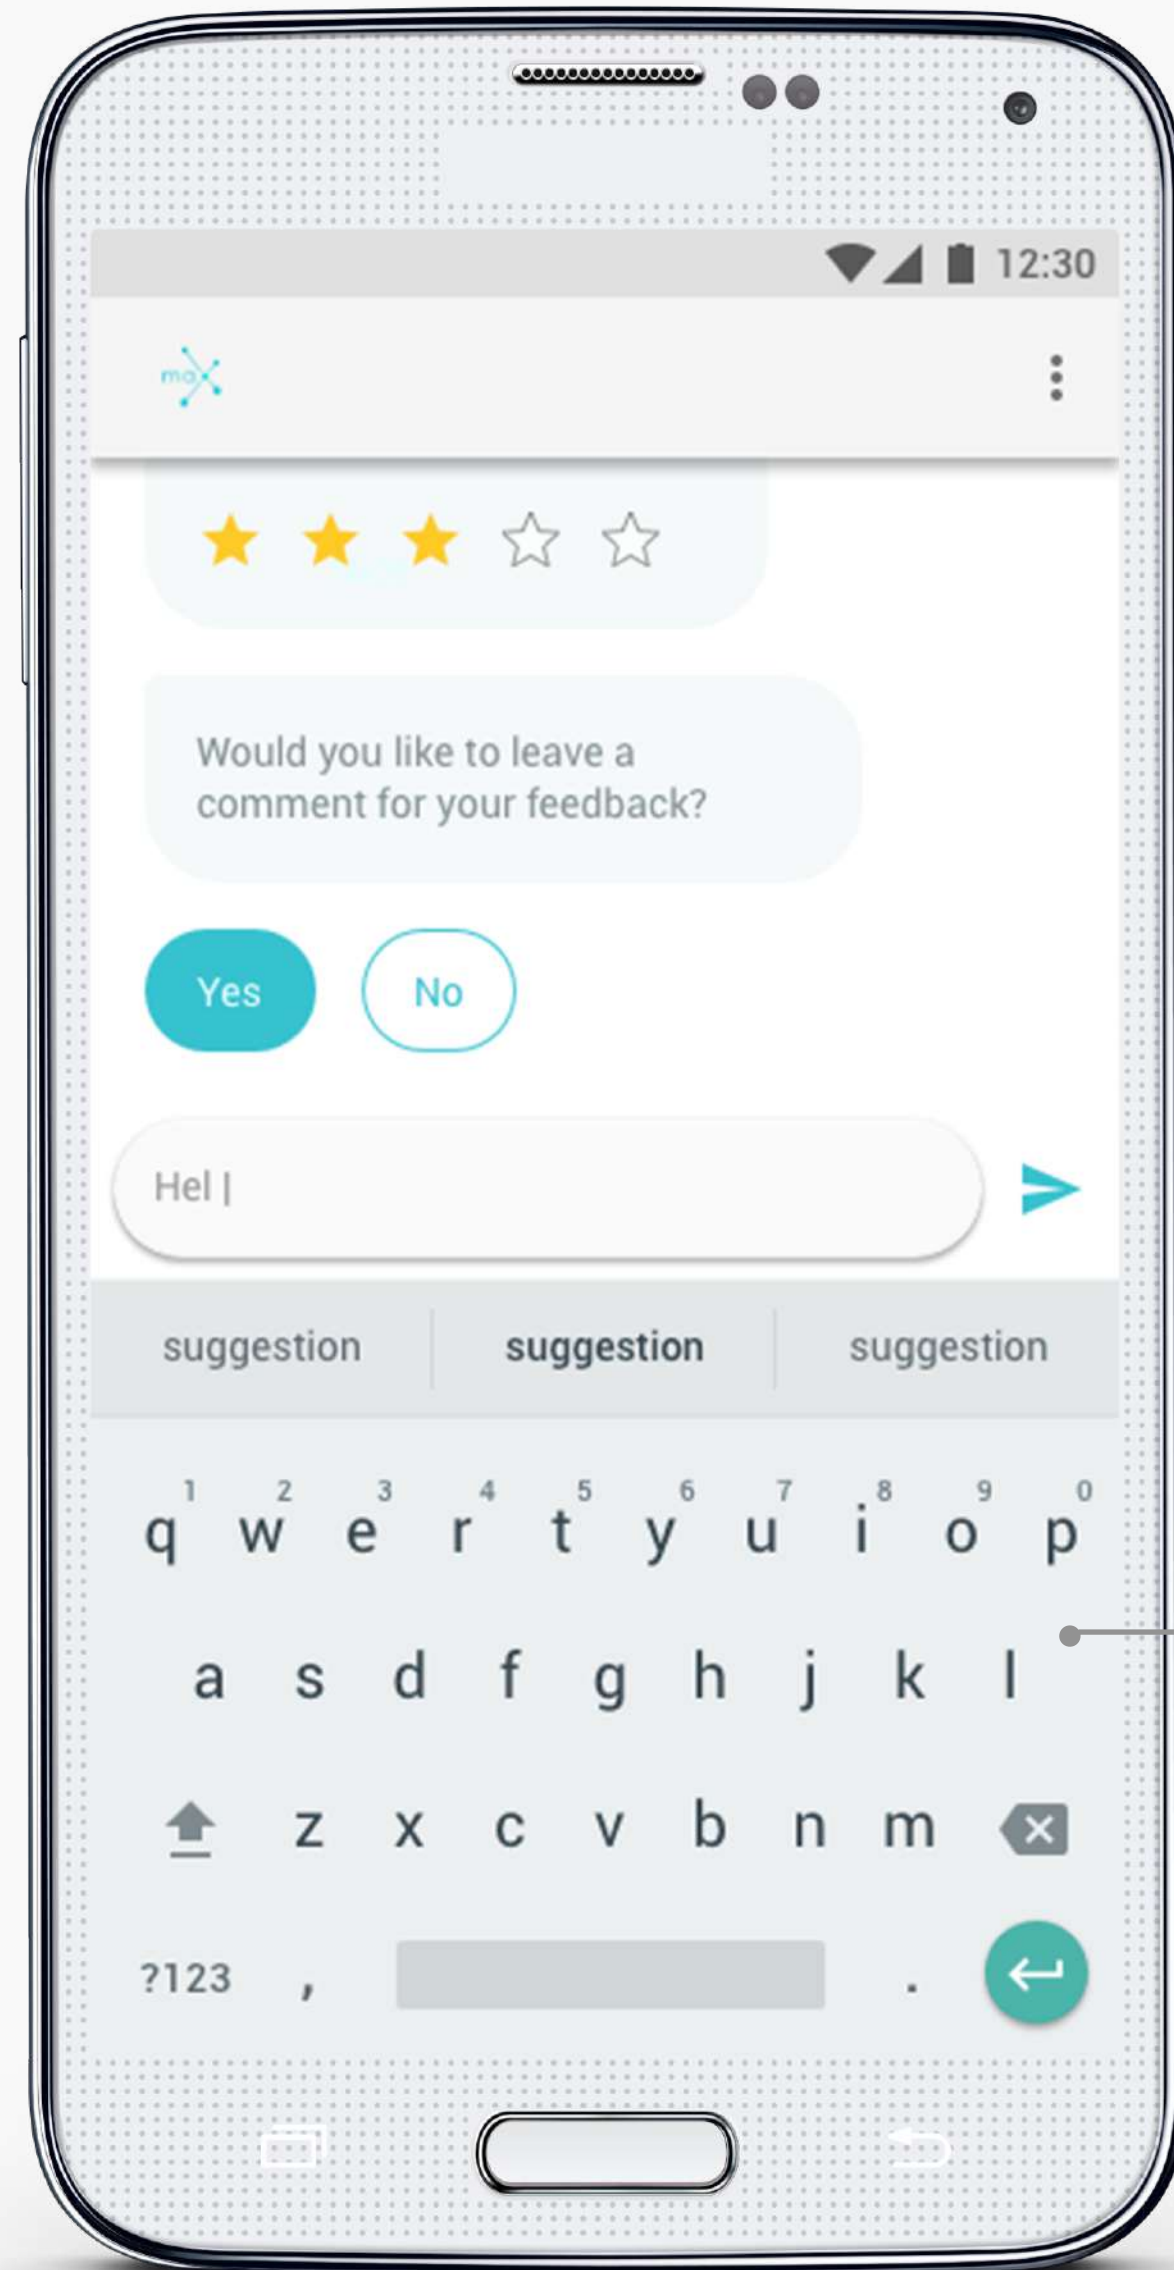 12:30
max
Would you like to leave a
comment for your feedback?
Yes No
Hel |
suggestion suggestion suggestion
1 2 3 4 5 6 7 8 9 0
q w e r t y u i o p
a s d f g h j k l
z x c v b n m
?123 , .